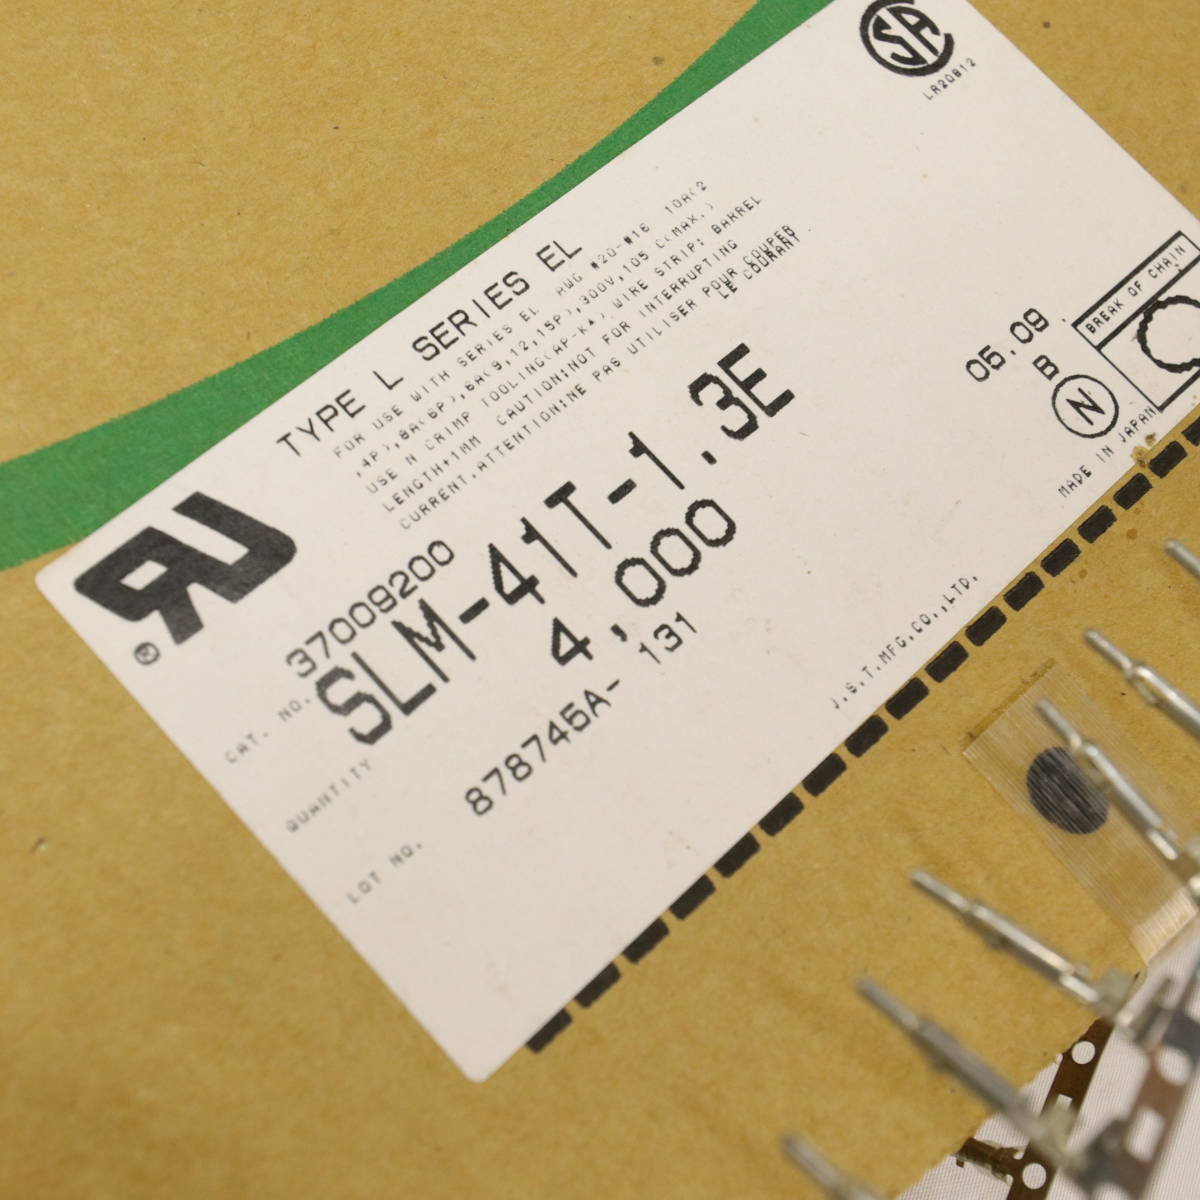 SA
LR20812
TYPE L SERIES EL
FOR USE WITH SERIES EL AWG #20-#16 10A(2
,4P),8A(6P),6A(9,12,15P),300V,105 C(MAX.)
USE N CRIMP TOOLING(AP-K*),WIRE STRIP: BARREL
LENGTH+1MM CAUTION:NOT FOR INTERRUPTING
CURRENT.ATTENTION:NE PAS UTILISER POUR COUPER
LE COURANT.
CAT. NO. 37009200
SLM-41T-1.3E
QUANTITY 4,000
LOT NO. 878745A-131
05.09
B
N
BREAK OF CHAIN
MADE IN JAPAN
J.S.T.MFG.CO.,LTD.
®